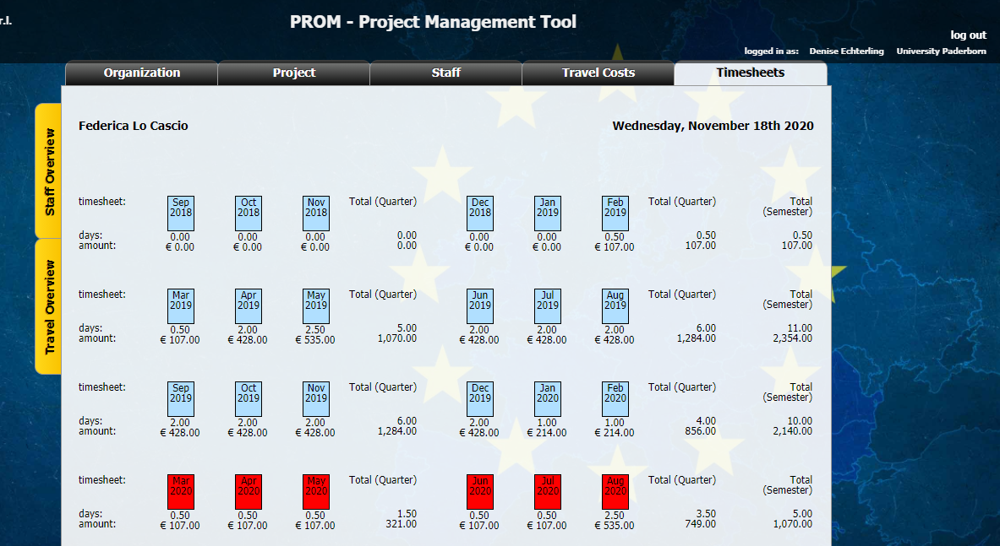 r.l.
PROM - Project Management Tool
log out
logged in as: Denise Echterling University Paderborn
Organization Project Staff Travel Costs Timesheets
Staff Overview
Travel Overview
Federica Lo Cascio Wednesday, November 18th 2020
timesheet: Sep 2018 Oct 2018 Nov 2018 Total (Quarter) Dec 2018 Jan 2019 Feb 2019 Total (Quarter) Total (Semester)
days: 0.00 0.00 0.00 0.00 0.00 0.00 0.50 0.50 0.50
amount: € 0.00 € 0.00 € 0.00 0.00 € 0.00 € 0.00 € 107.00 107.00 107.00
timesheet: Mar 2019 Apr 2019 May 2019 Total (Quarter) Jun 2019 Jul 2019 Aug 2019 Total (Quarter) Total (Semester)
days: 0.50 2.00 2.50 5.00 2.00 2.00 2.00 6.00 11.00
amount: € 107.00 € 428.00 € 535.00 1,070.00 € 428.00 € 428.00 € 428.00 1,284.00 2,354.00
timesheet: Sep 2019 Oct 2019 Nov 2019 Total (Quarter) Dec 2019 Jan 2020 Feb 2020 Total (Quarter) Total (Semester)
days: 2.00 2.00 2.00 6.00 2.00 1.00 1.00 4.00 10.00
amount: € 428.00 € 428.00 € 428.00 1,284.00 € 428.00 € 214.00 € 214.00 856.00 2,140.00
timesheet: Mar 2020 Apr 2020 May 2020 Total (Quarter) Jun 2020 Jul 2020 Aug 2020 Total (Quarter) Total (Semester)
days: 0.50 0.50 0.50 1.50 0.50 0.50 2.50 3.50 5.00
amount: € 107.00 € 107.00 € 107.00 321.00 € 107.00 € 107.00 € 535.00 749.00 1,070.00